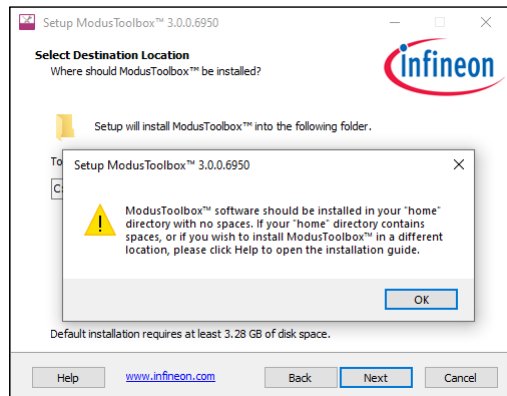 Setup ModusToolbox™ 3.0.0.6950
Select Destination Location
Where should ModusToolbox™ be installed?
infineon
Setup will install ModusToolbox™ into the following folder.
To
C:
Setup ModusToolbox™ 3.0.0.6950
ModusToolbox™ software should be installed in your "home"
directory with no spaces. If your "home" directory contains
spaces, or if you wish to install ModusToolbox™ in a different
location, please click Help to open the installation guide.
OK
Default installation requires at least 3.28 GB of disk space.
Help www.infineon.com Back Next Cancel